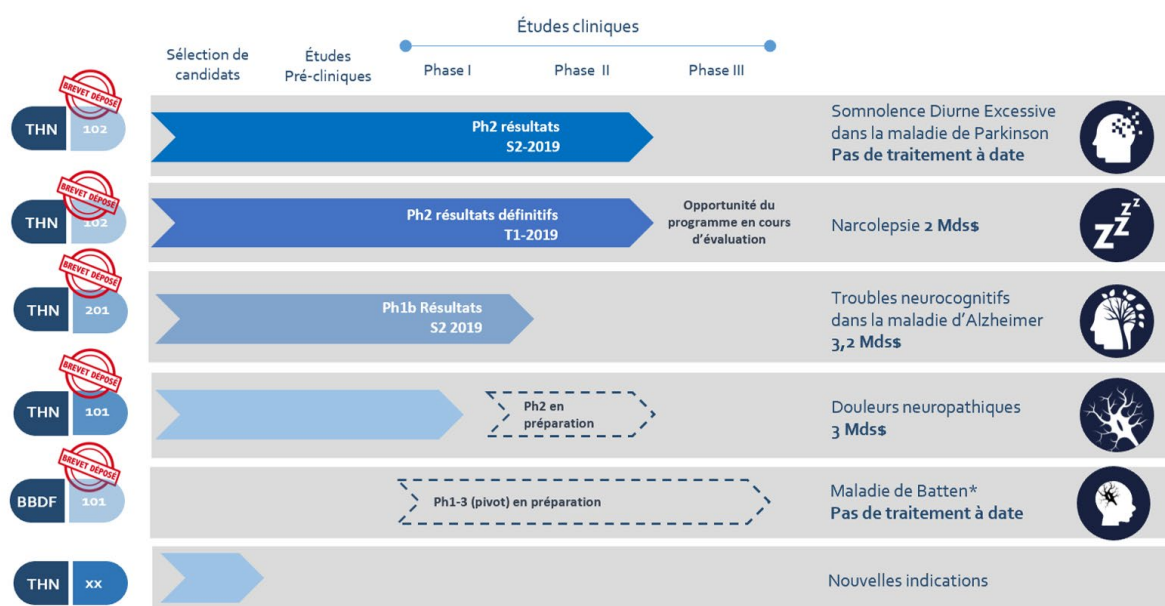 Études cliniques
Sélection de
candidats
Études
Pré-cliniques
Phase I
Phase II
Phase III
BREVET DÉPOSÉ
THN 102
Ph2 résultats
S2-2019
Somnolence Diurne Excessive
dans la maladie de Parkinson
Pas de traitement à date
BREVET DÉPOSÉ
THN 102
Ph2 résultats définitifs
T1-2019
Opportunité du
programme en cours
d'évaluation
Narcolepsie 2 Mds$
zzz
BREVET DÉPOSÉ
THN 201
Ph1b Résultats
S2 2019
Troubles neurocognitifs
dans la maladie d'Alzheimer
3,2 Mds$
BREVET DÉPOSÉ
THN 101
Ph2 en
préparation
Douleurs neuropathiques
3 Mds$
BREVET DÉPOSÉ
BBDF 101
Ph1-3 (pivot) en préparation
Maladie de Batten*
Pas de traitement à date
THN xx
Nouvelles indications